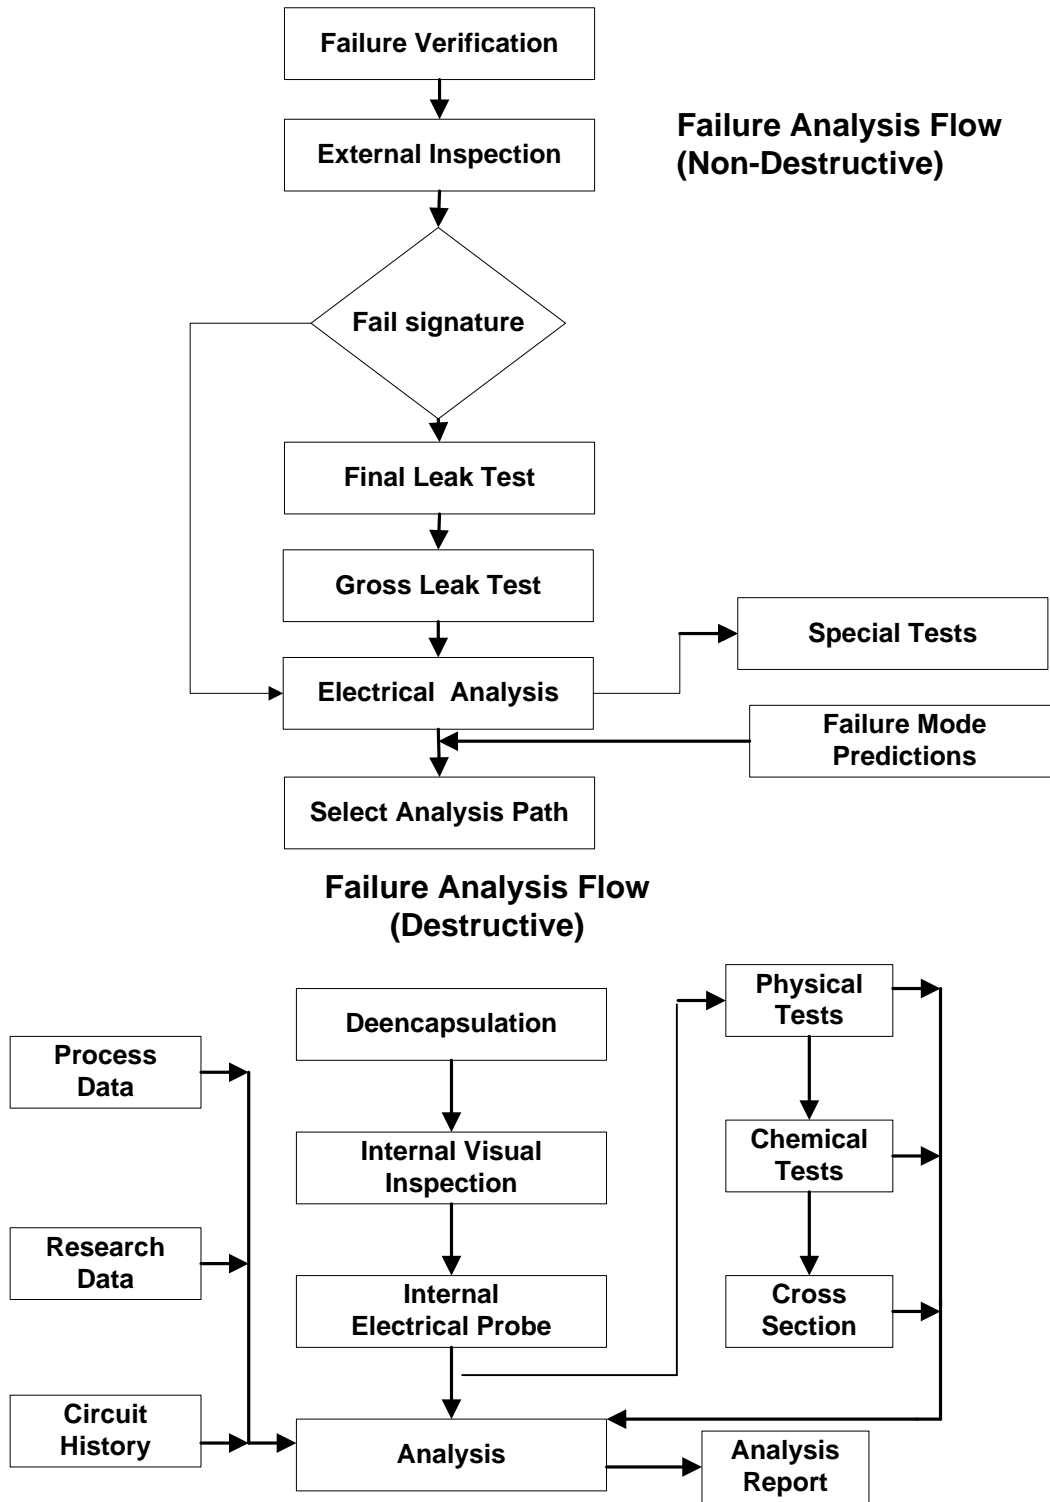 Failure Verification
Failure Analysis Flow
(Non-Destructive)
External Inspection
Fail signature
Final Leak Test
Gross Leak Test
Special Tests
Electrical Analysis
Failure Mode
Predictions
Select Analysis Path
Failure Analysis Flow
(Destructive)
Deencapsulation
Physical
Tests
Process
Data
Internal Visual
Inspection
Chemical
Tests
Research
Data
Internal
Electrical Probe
Cross
Section
Circuit
History
Analysis
Analysis
Report